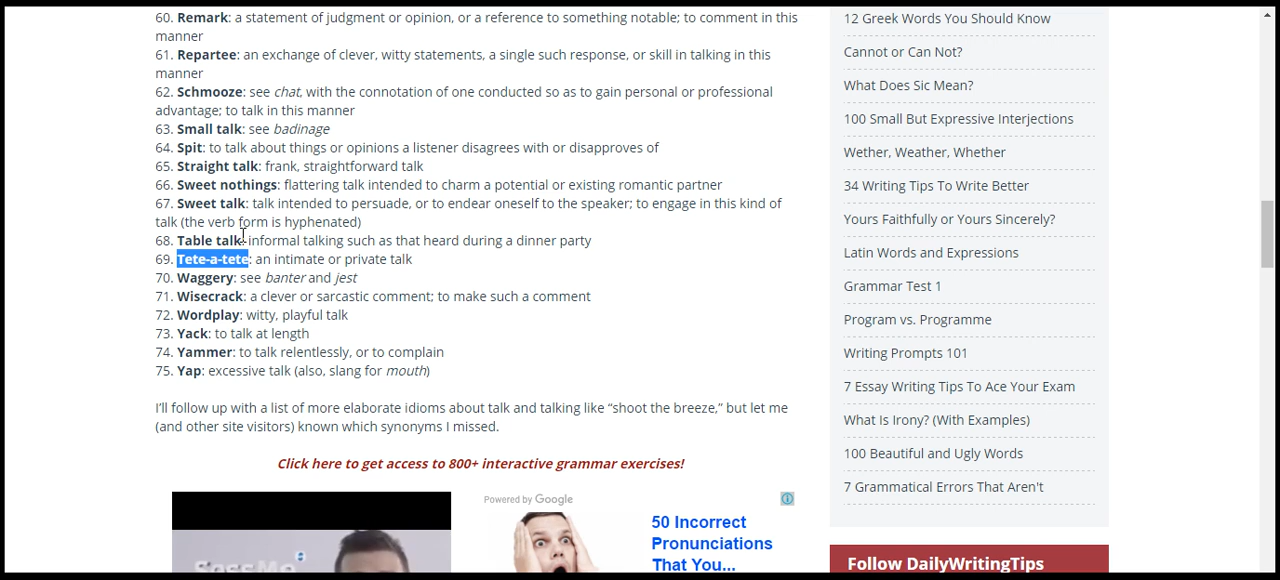 60. Remark: a statement of judgment or opinion, or a reference to something notable; to comment in this
manner
61. Repartee: an exchange of clever, witty statements, a single such response, or skill in talking in this
manner
62. Schmooze: see chat, with the connotation of one conducted so as to gain personal or professional
advantage; to talk in this manner
63. Small talk: see badinage
64. Spit: to talk about things or opinions a listener disagrees with or disapproves of
65. Straight talk: frank, straightforward talk
66. Sweet nothings: flattering talk intended to charm a potential or existing romantic partner
67. Sweet talk: talk intended to persuade, or to endear oneself to the speaker; to engage in this kind of
talk (the verb form is hyphenated)
68. Table talk: informal talking such as that heard during a dinner party
69. Tete-a-tete: an intimate or private talk
70. Waggery: see banter and jest
71. Wisecrack: a clever or sarcastic comment; to make such a comment
72. Wordplay: witty, playful talk
73. Yack: to talk at length
74. Yammer: to talk relentlessly, or to complain
75. Yap: excessive talk (also, slang for mouth)
I'll follow up with a list of more elaborate idioms about talk and talking like “shoot the breeze,” but let me
(and other site visitors) known which synonyms I missed.
Click here to get access to 800+ interactive grammar exercises!
Powered by Google
50 Incorrect
Pronunciations
That You...
12 Greek Words You Should Know
Cannot or Can Not?
What Does Sic Mean?
100 Small But Expressive Interjections
Wether, Weather, Whether
34 Writing Tips To Write Better
Yours Faithfully or Yours Sincerely?
Latin Words and Expressions
Grammar Test 1
Program vs. Programme
Writing Prompts 101
7 Essay Writing Tips To Ace Your Exam
What Is Irony? (With Examples)
100 Beautiful and Ugly Words
7 Grammatical Errors That Aren't
Follow DailyWritingTips